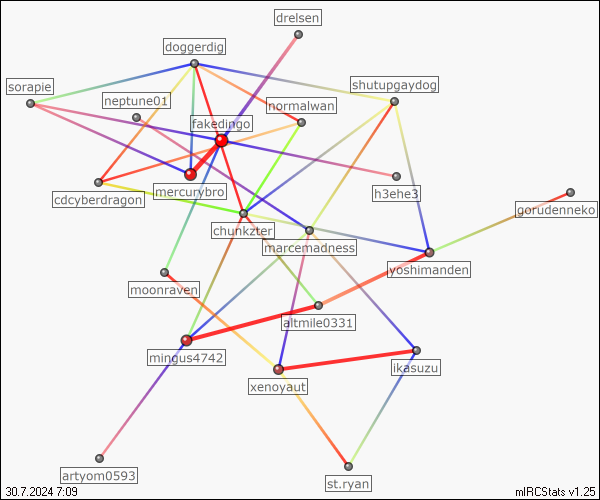 drelsen
doggerdig
sorapie
shutupgaydog
neptune01
normalwan
fakedingo
mercurybro
cdcyberdragon
h3ehe3
gorudenneko
chunkzter
marcemadness
yoshimanden
moonraven
altmile0331
mingus4742
ikasuzu
xenoyaut
artyom0593
st.ryan
30.7.2024 7:09
mIRCStats v1.25